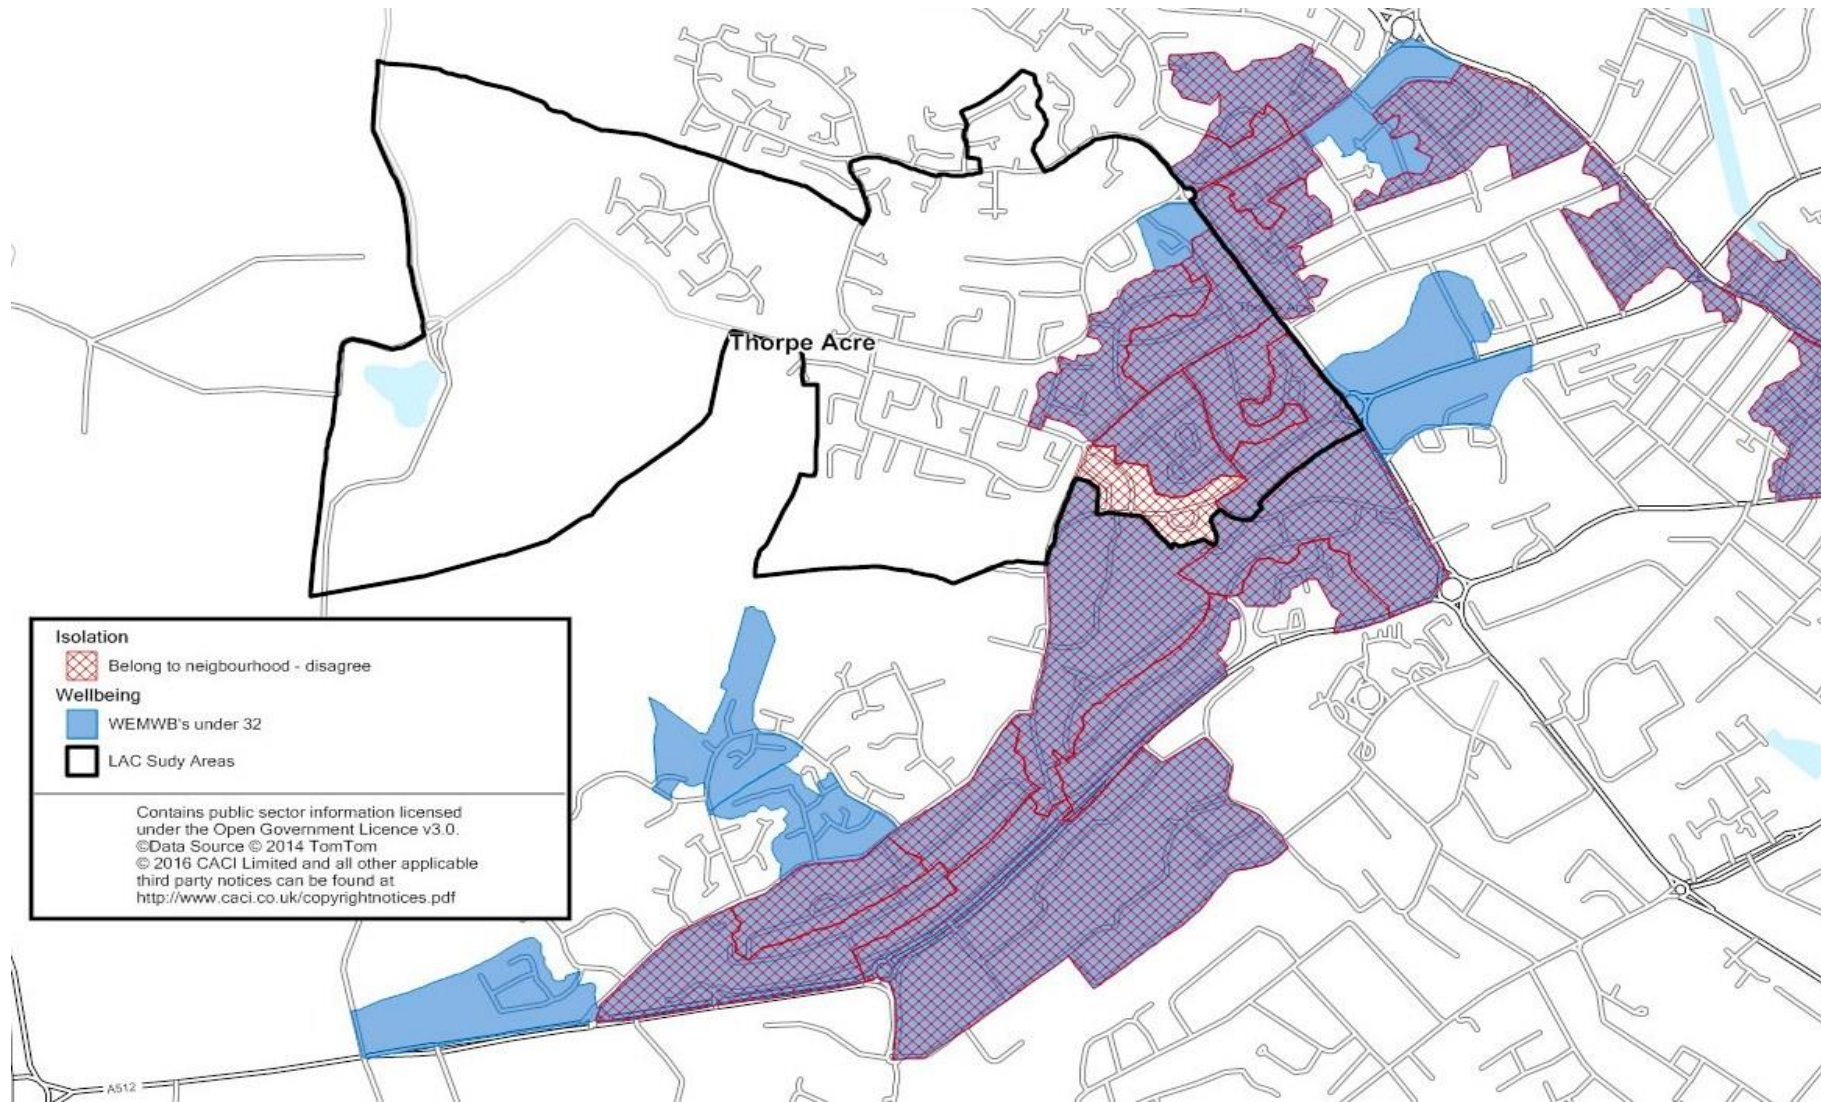 Thorpe Acre
Thorpe Acre
Isolation
Belong to neigbourhood - disagree
Wellbeing
WEMWB's under 32
LAC Sudy Areas
Contains public sector information licensed
under the Open Government Licence v3.0.
©Data Source © 2014 TomTom
© 2016 CACI Limited and all other applicable
third party notices can be found at
http://www.caci.co.uk/copyrightnotices.pdf
A512